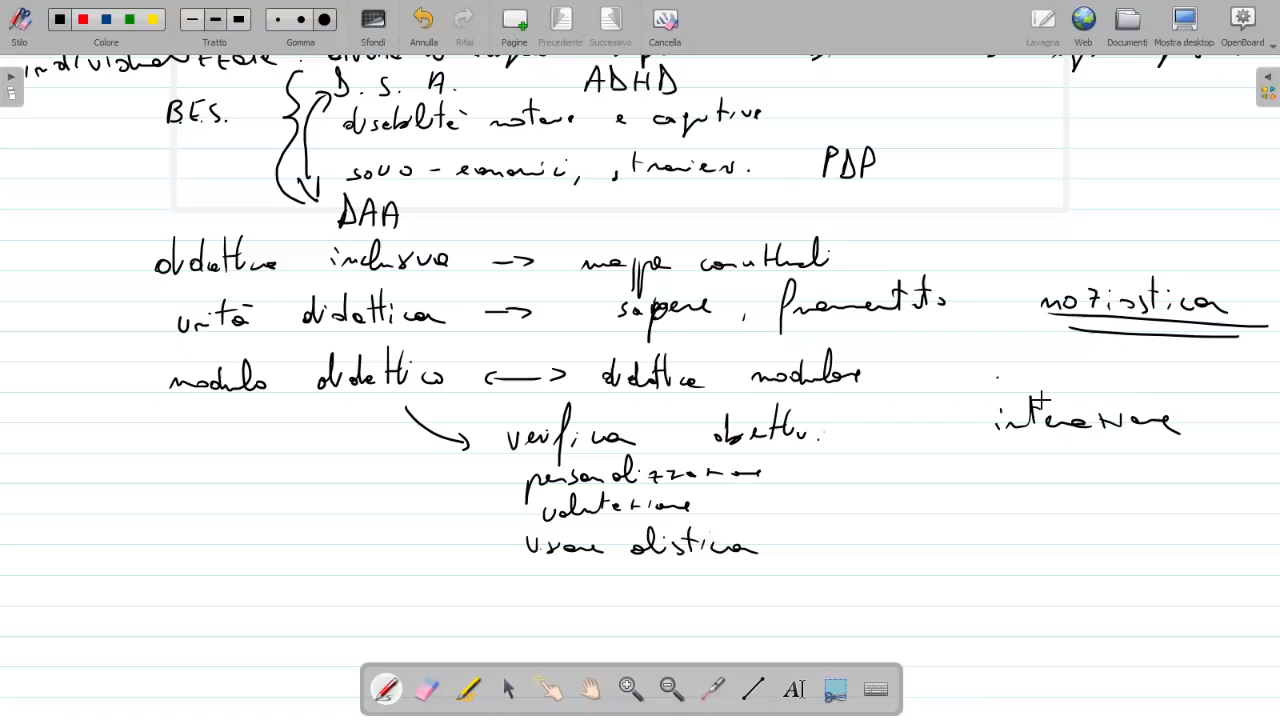 Stilo Colore Tratto Gomma Sfondi Annulla Rifai Pagine Precedente Successivo Cancella Lavagna Web Documenti Mostra desktop OpenBoard
D. S. A. ADHD
B.E.S.
disabilità motorie e cognitive
socio - economici, stranieri. PDP
DAA
didattica inclusiva → mappe concettuali
unità didattica → sapere, frammentato nozionistica
modulo didattico ↔ didattica modulare
interazione
verifica obiettivi
personalizzazione
valutazione
visione olistica